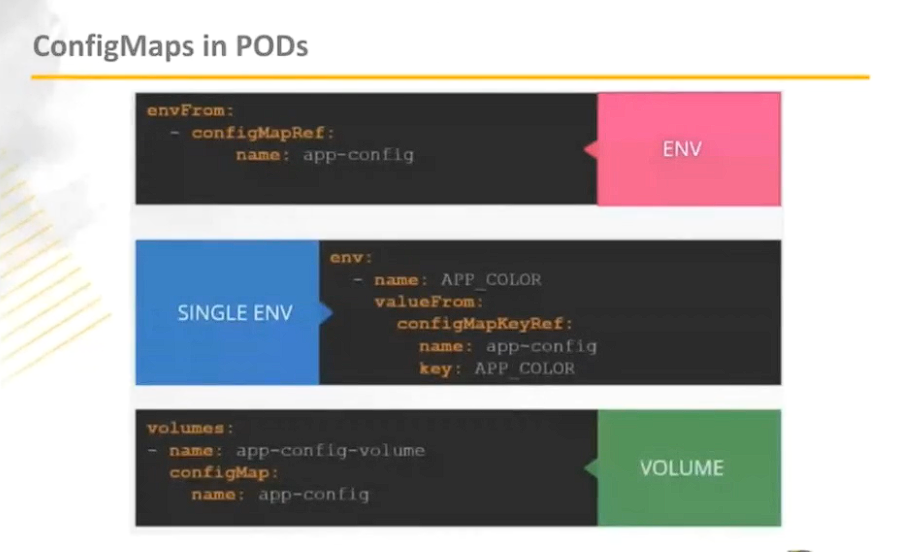 ConfigMaps in PODs
envFrom:
  - configMapRef:
        name: app-config
ENV
SINGLE ENV
env:
  - name: APP_COLOR
    valueFrom:
      configMapKeyRef:
        name: app-config
        key: APP_COLOR
volumes:
- name: app-config-volume
  configMap:
    name: app-config
VOLUME